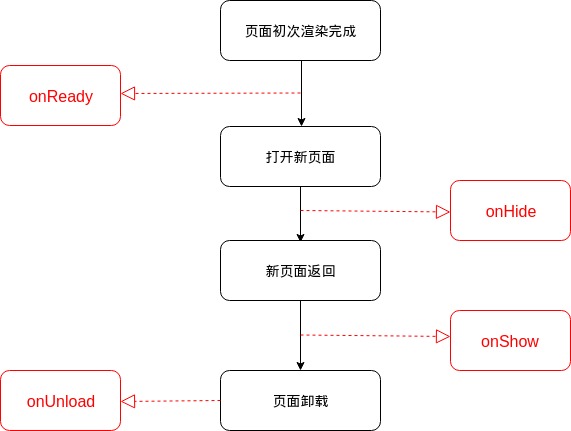 页面初次渲染完成
onReady
打开新页面
onHide
新页面返回
onShow
页面卸载
onUnload